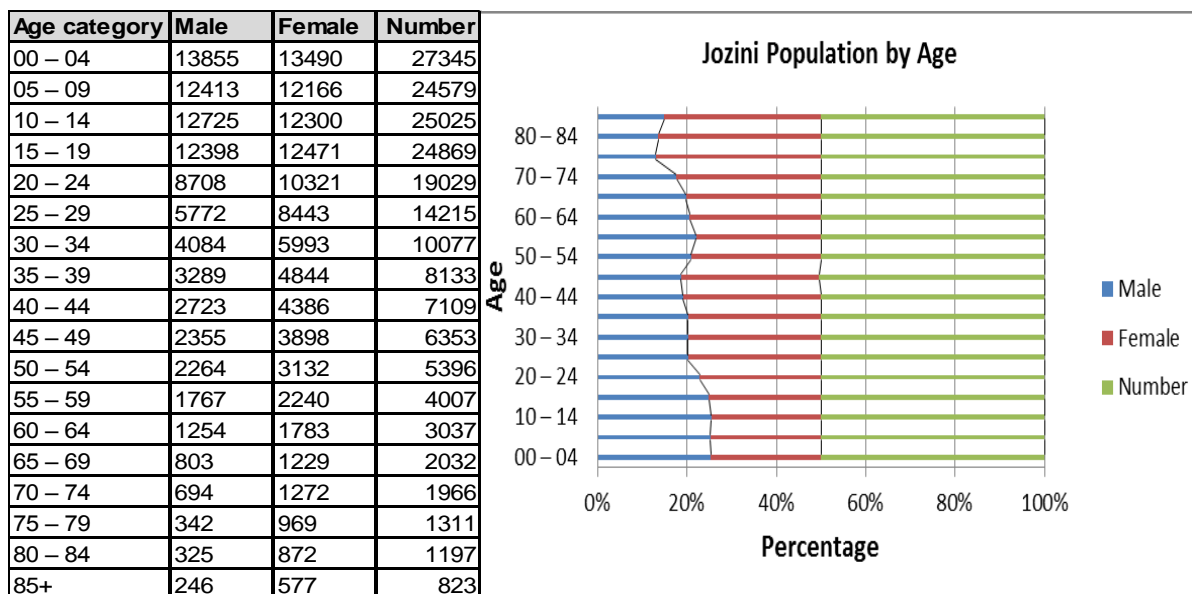 Age category Male Female Number
00 – 04 13855 13490 27345
05 – 09 12413 12166 24579
10 – 14 12725 12300 25025
15 – 19 12398 12471 24869
20 – 24 8708 10321 19029
25 – 29 5772 8443 14215
30 – 34 4084 5993 10077
35 – 39 3289 4844 8133
40 – 44 2723 4386 7109
45 – 49 2355 3898 6353
50 – 54 2264 3132 5396
55 – 59 1767 2240 4007
60 – 64 1254 1783 3037
65 – 69 803 1229 2032
70 – 74 694 1272 1966
75 – 79 342 969 1311
80 – 84 325 872 1197
85+ 246 577 823
Jozini Population by Age
Age
80 – 84
70 – 74
60 – 64
50 – 54
40 – 44
30 – 34
20 – 24
10 – 14
00 – 04
0% 20% 40% 60% 80% 100%
Percentage
Male
Female
Number